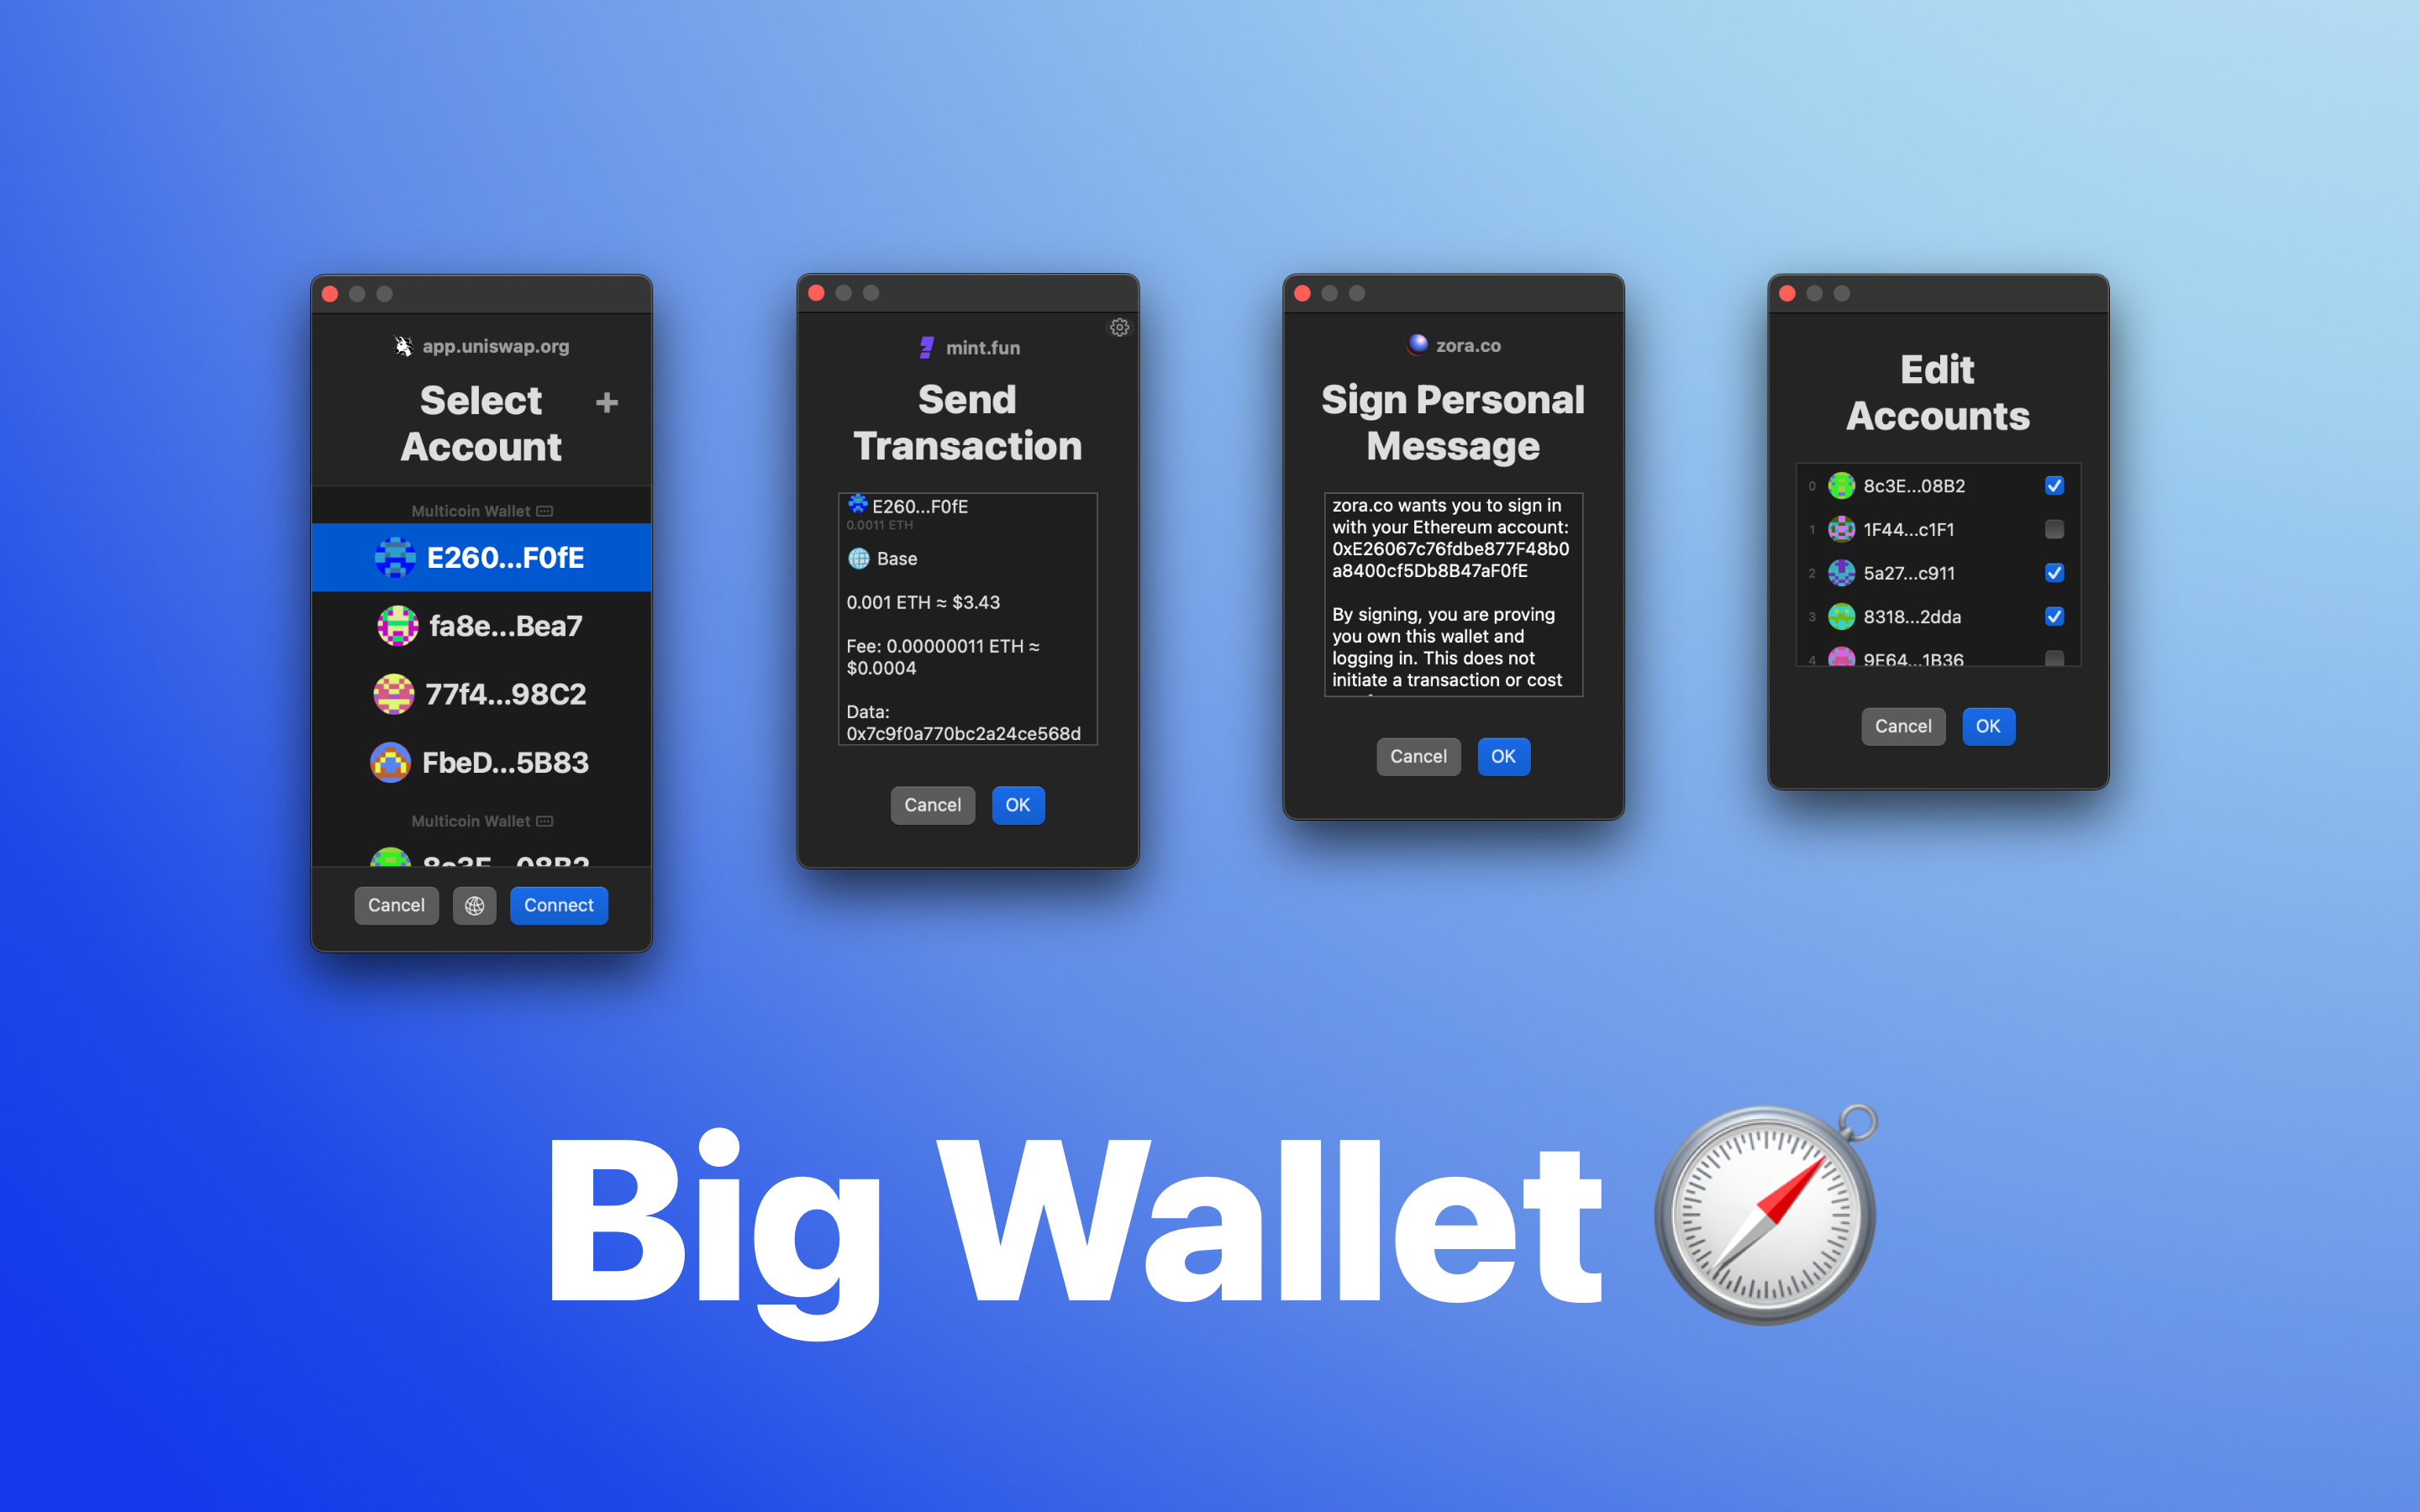 app.uniswap.org
Select
Account
+
Multicoin Wallet
E260...F0fE
fa8e...Bea7
77f4...98C2
FbeD...5B83
Multicoin Wallet
8c3E...08B2
Cancel
Connect
mint.fun
Send
Transaction
E260...F0fE
0.0011 ETH
Base
0.001 ETH ≈ $3.43
Fee: 0.00000011 ETH ≈
$0.0004
Data:
0x7c9f0a770bc2a24ce568d
Cancel
OK
zora.co
Sign Personal
Message
zora.co wants you to sign in
with your Ethereum account:
0xE26067c76fdbe877F48b0
a8400cf5Db8B47aF0fE
By signing, you are proving
you own this wallet and
logging in. This does not
initiate a transaction or cost
Cancel
OK
Edit
Accounts
0 8c3E...08B2
1 1F44...c1F1
2 5a27...c911
3 8318...2dda
4 9E64...1B36
Cancel
OK
Big Wallet